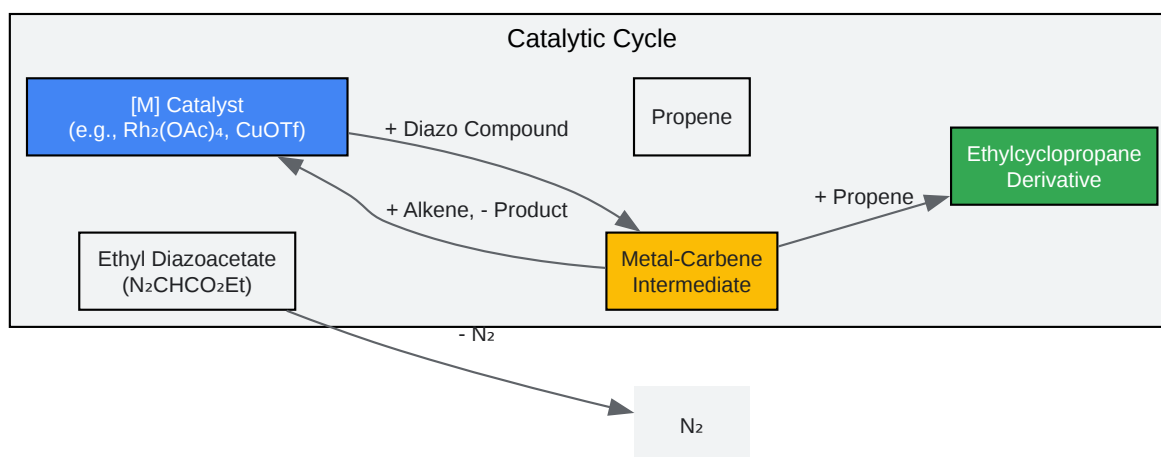 Catalytic Cycle
[M] Catalyst
(e.g., Rh₂(OAc)₄, CuOTf)
Propene
+ Diazo Compound
Ethylcyclopropane
Derivative
+ Propene
+ Alkene, - Product
Ethyl Diazoacetate
(N₂CHCO₂Et)
Metal-Carbene
Intermediate
- N₂
N₂